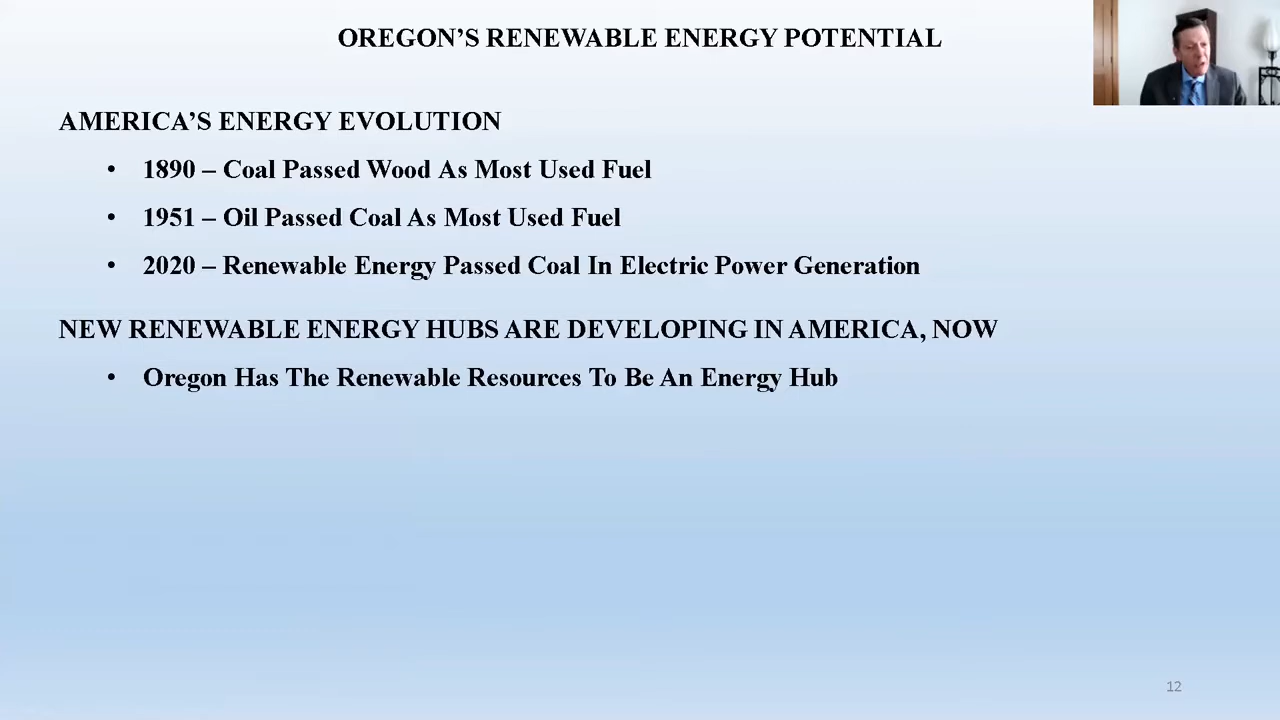 OREGON’S RENEWABLE ENERGY POTENTIAL
AMERICA’S ENERGY EVOLUTION
• 1890 – Coal Passed Wood As Most Used Fuel
• 1951 – Oil Passed Coal As Most Used Fuel
• 2020 – Renewable Energy Passed Coal In Electric Power Generation
NEW RENEWABLE ENERGY HUBS ARE DEVELOPING IN AMERICA, NOW
• Oregon Has The Renewable Resources To Be An Energy Hub
12